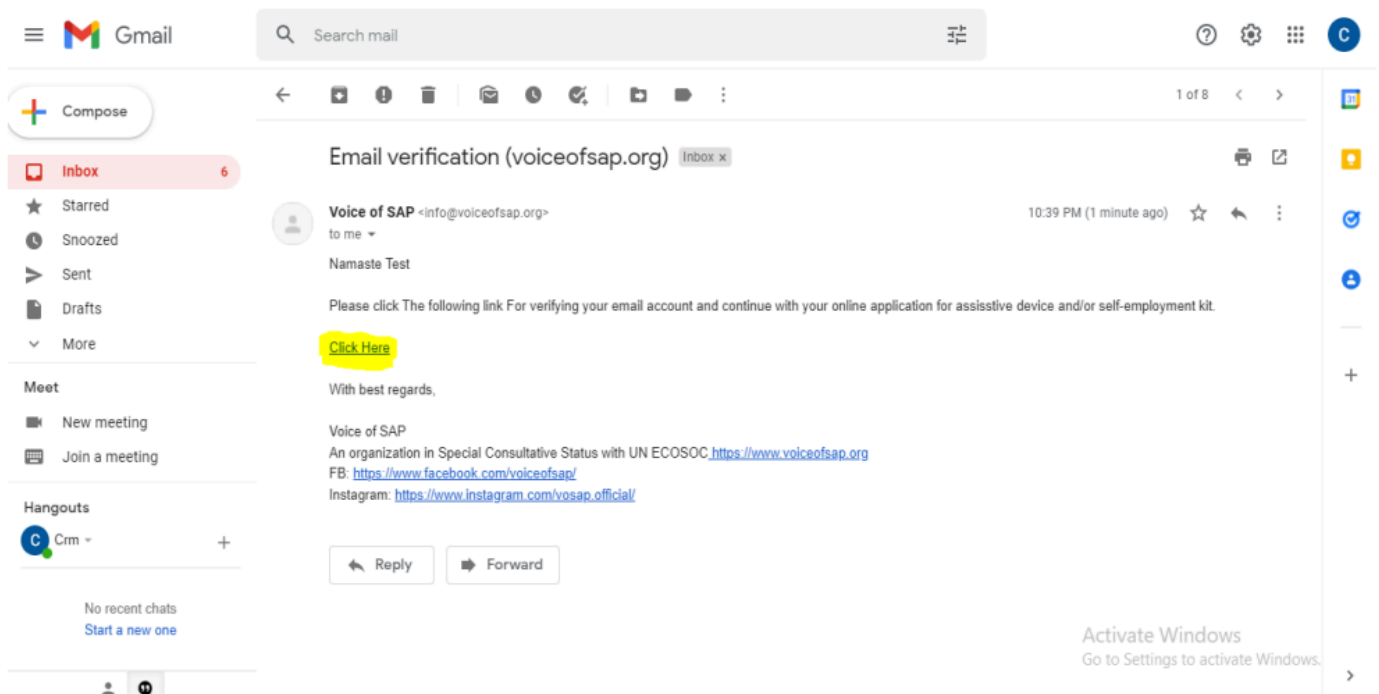 Gmail
Search mail
C
Compose
1 of 8
31
Inbox 6
Starred
Snoozed
Sent
Drafts
More
Meet
New meeting
Join a meeting
Hangouts
C Crm
No recent chats
Start a new one
Email verification (voiceofsap.org) Inbox x
Voice of SAP <info@voiceofsap.org> 10:39 PM (1 minute ago)
to me
Namaste Test
Please click The following link For verifying your email account and continue with your online application for assisstive device and/or self-employment kit.
Click Here
With best regards,
Voice of SAP
An organization in Special Consultative Status with UN ECOSOC https://www.voiceofsap.org
FB: https://www.facebook.com/voiceofsap/
Instagram: https://www.instagram.com/vosap.official/
Reply Forward
Activate Windows
Go to Settings to activate Windows.